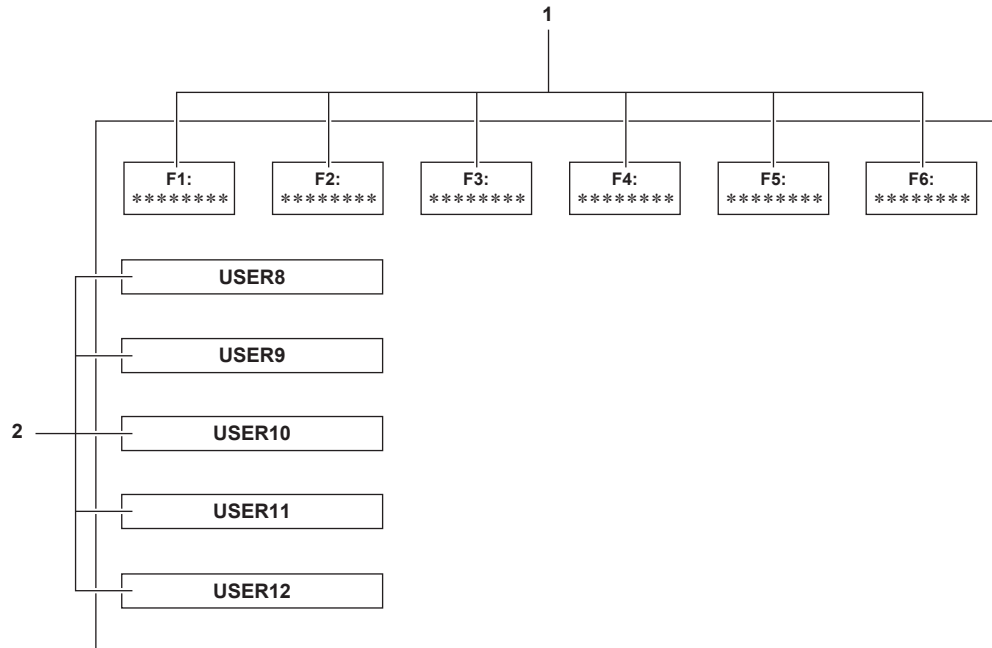 1
F1: F2: F3: F4: F5: F6:
******** ******** ******** ******** ******** ********
USER8
USER9
2 USER10
USER11
USER12